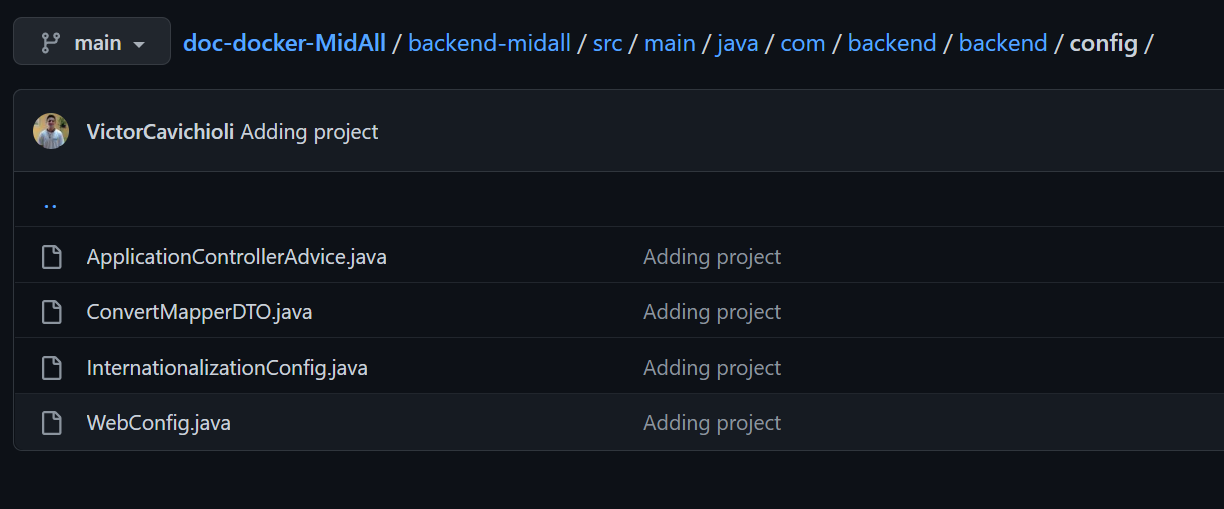 main doc-docker-MidAll / backend-midall / src / main / java / com / backend / backend / config /
VictorCavichioli Adding project
..
ApplicationControllerAdvice.java Adding project
ConvertMapperDTO.java Adding project
InternationalizationConfig.java Adding project
WebConfig.java Adding project